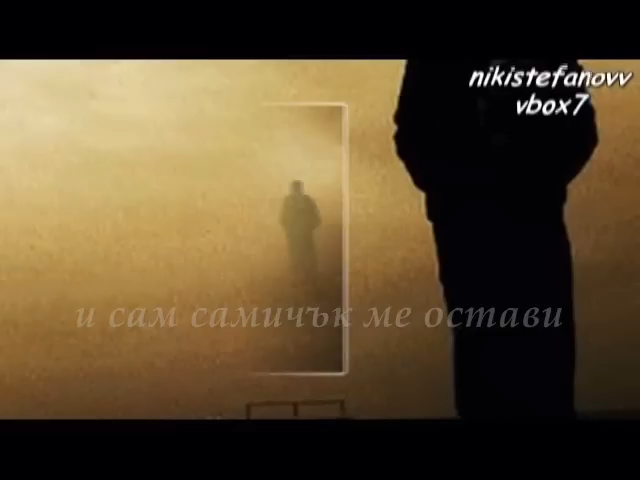 nikistefanovv
vbox7
и сам самичък ме остави